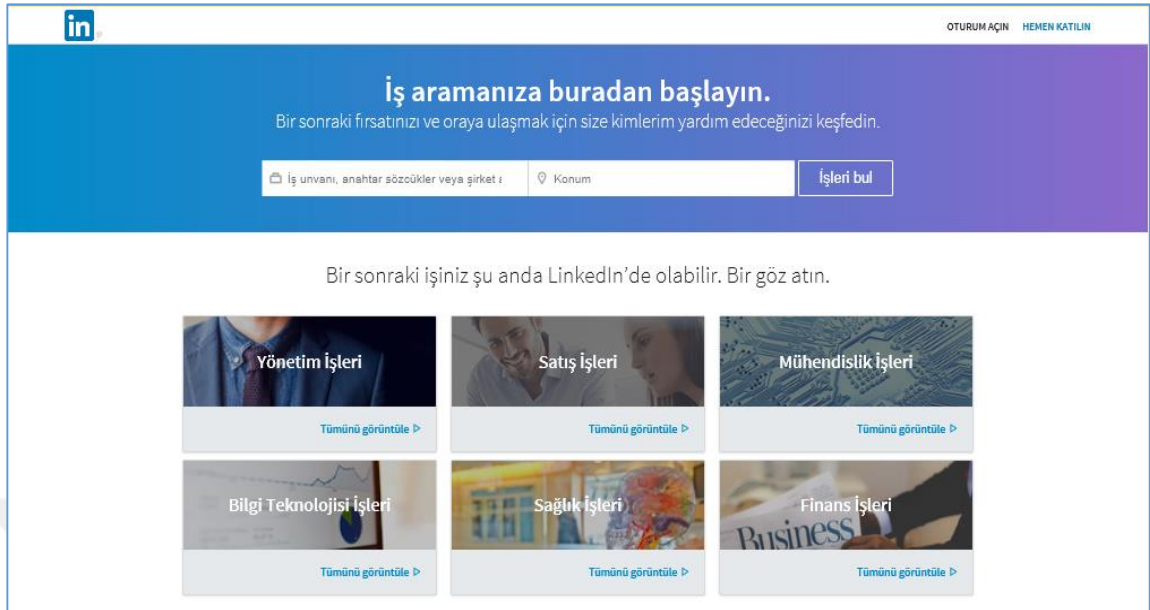 in
OTURUM AÇIN HEMEN KATILIN
İş aramanıza buradan başlayın.
Bir sonraki fırsatınızı ve oraya ulaşmak için size kimlerim yardım edeceğinizi keşfedin.
İş unvanı, anahtar sözcükler veya şirket a
Konum
İşleri bul
Bir sonraki işiniz şu anda LinkedIn’de olabilir. Bir göz atın.
Yönetim İşleri
Satış İşleri
Mühendislik İşleri
Tümünü görüntüle
Tümünü görüntüle
Tümünü görüntüle
Bilgi Teknolojisi İşleri
Sağlık İşleri
Finans İşleri
Business
Tümünü görüntüle
Tümünü görüntüle
Tümünü görüntüle